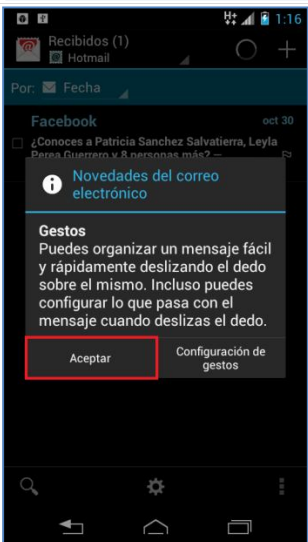 H+ 1:16
Recibidos (1)
Hotmail
Por: Fecha
Facebook oct 30
¿Conoces a Patricia Sanchez Salvatierra, Leyla
Perea Guerrero y 8 personas más? —
Novedades del correo
electrónico
Gestos
Puedes organizar un mensaje fácil
y rápidamente deslizando el dedo
sobre el mismo. Incluso puedes
configurar lo que pasa con el
mensaje cuando deslizas el dedo.
Aceptar
Configuración de
gestos